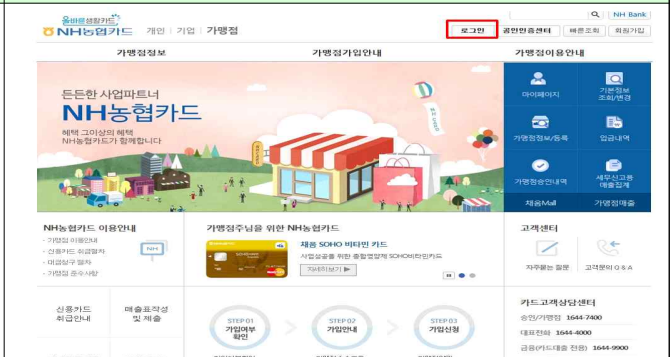 올바른생활카드
NH Bank
NH농협카드 개인 기업 가맹점
로그인 공인인증센터 빠른조회 회원가입
가맹점정보 가맹점가입안내 가맹점이용안내
든든한 사업파트너
NH농협카드
혜택 그이상의 혜택
NH농협카드가 함께합니다
마이페이지
기본정보
조회/변경
가맹점정보/등록
입금내역
가맹점승인내역
세무신고용
매출집계
채움Mall
가맹점매출
NH농협카드 이용안내
- 가맹점 이용안내
- 신용카드 취급절차
- 대금청구 절차
- 가맹점 준수사항
NH
가맹점주님을 위한 NH농협카드
채움 SOHO 비타민 카드
사업성공을 위한 종합영양제 SOHO비타민카드
자세히보기 ▶
고객센터
자주묻는 질문
고객문의 Q & A
신용카드
취급안내
매출표작성
및 제출
STEP 01
가입여부
확인
STEP 02
가입안내
STEP 03
가입신청
카드고객상담센터
승인/가맹점 1644-7400
대표전화 1644-4000
금융(카드대출 전용) 1644-9900